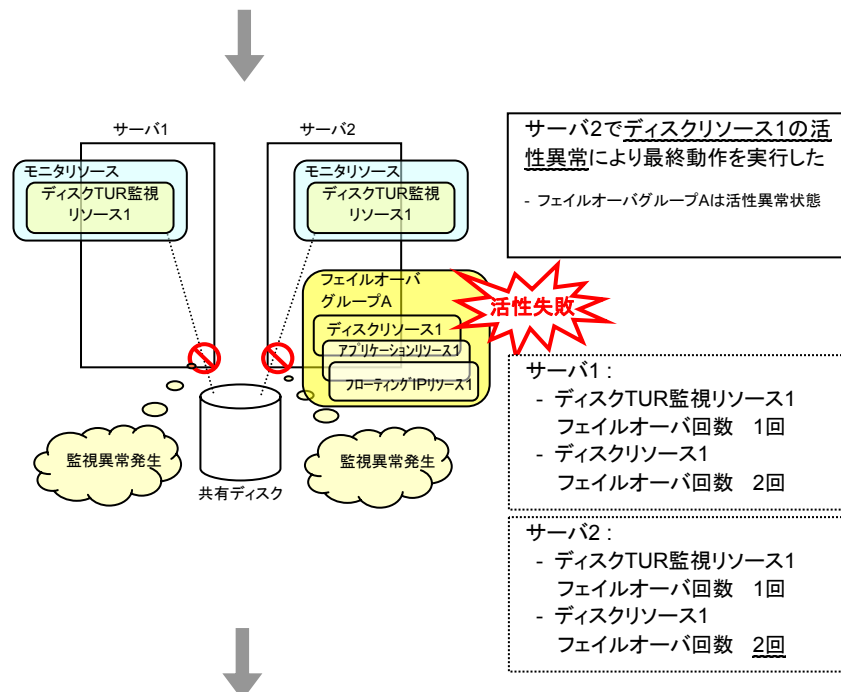 サーバ1
サーバ2
モニタリソース
ディスクTUR監視
リソース1
モニタリソース
ディスクTUR監視
リソース1
フェイルオーバ
グループA
ディスクリソース1
アプリケーションリソース1
フローティングIPリソース1
活性失敗
監視異常発生
共有ディスク
監視異常発生
サーバ2でディスクリソース1の活
性異常により最終動作を実行した
- フェイルオーバグループAは活性異常状態
サーバ1 :
- ディスクTUR監視リソース1
フェイルオーバ回数 1回
- ディスクリソース1
フェイルオーバ回数 2回
サーバ2 :
- ディスクTUR監視リソース1
フェイルオーバ回数 1回
- ディスクリソース1
フェイルオーバ回数 2回